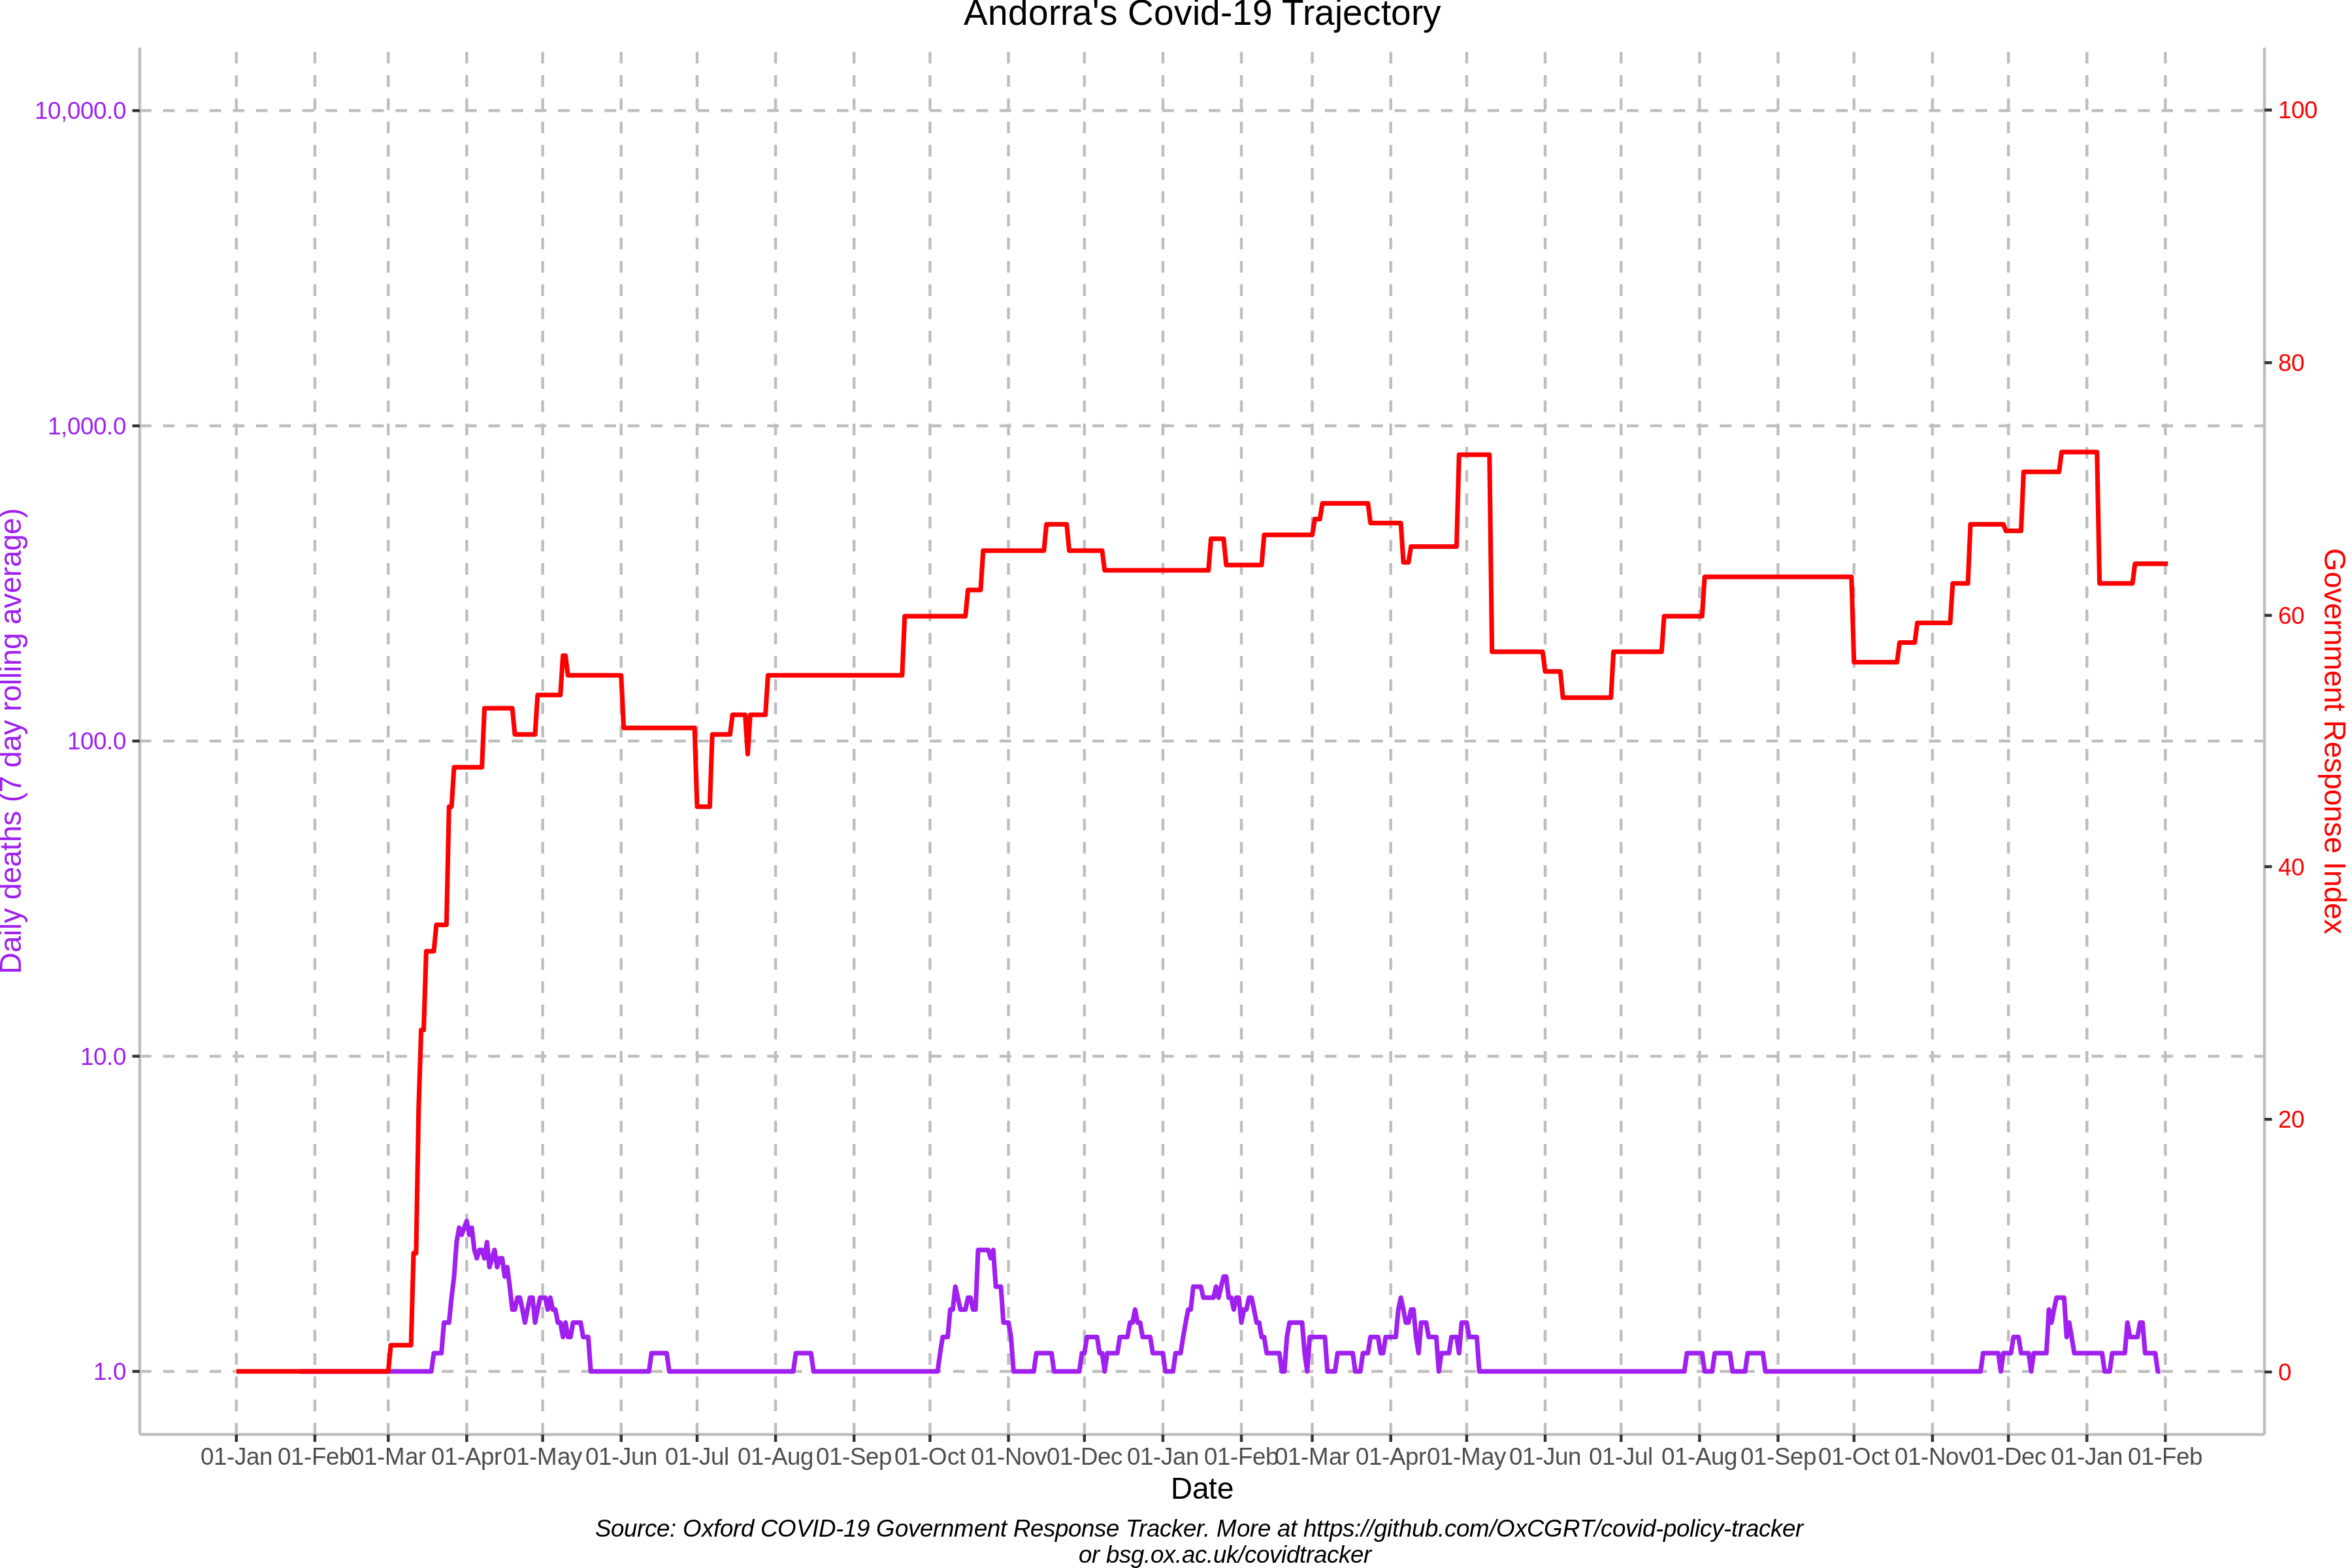 Andorra's Covid-19 Trajectory
10,000.0
1,000.0
100.0
10.0
1.0
Daily deaths (7 day rolling average)
100
80
60
40
20
0
Government Response Index
01-Jan 01-Feb 01-Mar 01-Apr 01-May 01-Jun 01-Jul 01-Aug 01-Sep 01-Oct 01-Nov 01-Dec 01-Jan 01-Feb 01-Mar 01-Apr 01-May 01-Jun 01-Jul 01-Aug 01-Sep 01-Oct 01-Nov 01-Dec 01-Jan 01-Feb
Date
Source: Oxford COVID-19 Government Response Tracker. More at https://github.com/OxCGRT/covid-policy-tracker
or bsg.ox.ac.uk/covidtracker